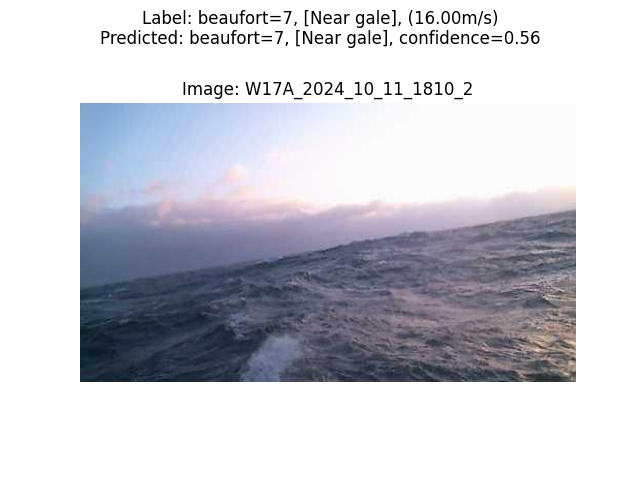 Label: beaufort=7, [Near gale], (16.00m/s)
Predicted: beaufort=7, [Near gale], confidence=0.56
Image: W17A_2024_10_11_1810_2